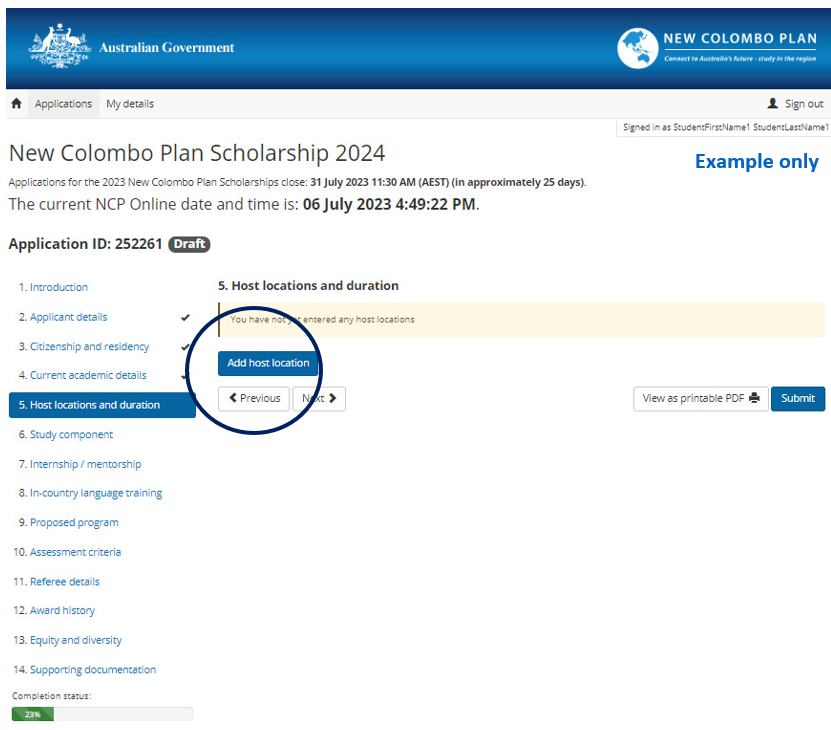 Australian Government
NEW COLOMBO PLAN
Connect to Australia's future - study in the region
Applications
My details
Sign out
Signed in as StudentFirstName1 StudentLastName1
New Colombo Plan Scholarship 2024
Example only
Applications for the 2023 New Colombo Plan Scholarships close: 31 July 2023 11:30 AM (AEST) (in approximately 25 days).
The current NCP Online date and time is: 06 July 2023 4:49:22 PM.
Application ID: 252261 Draft
1. Introduction
2. Applicant details
3. Citizenship and residency
4. Current academic details
5. Host locations and duration
6. Study component
7. Internship / mentorship
8. In-country language training
9. Proposed program
10. Assessment criteria
11. Referee details
12. Award history
13. Equity and diversity
14. Supporting documentation
Completion status:
23%
5. Host locations and duration
You have not yet entered any host locations
Add host location
Previous
Next
View as printable PDF
Submit